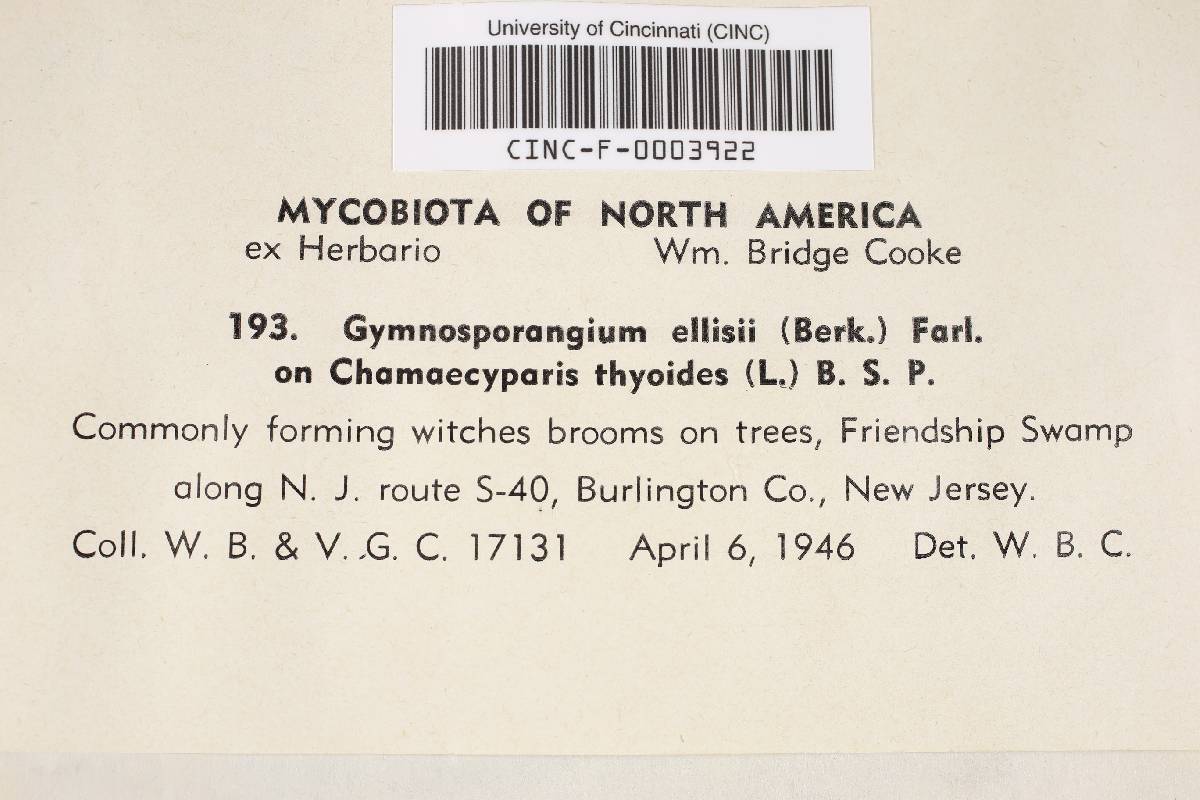 University of Cincinnati (CINC)
CINC-F-0003922
MYCOBIOTA OF NORTH AMERICA
ex Herbario Wm. Bridge Cooke
193. Gymnosporangium ellisii (Berk.) Farl.
on Chamaecyparis thyoides (L.) B. S. P.
Commonly forming witches brooms on trees, Friendship Swamp
along N. J. route S-40, Burlington Co., New Jersey.
Coll. W. B. & V. G. C. 17131 April 6, 1946 Det. W. B. C.